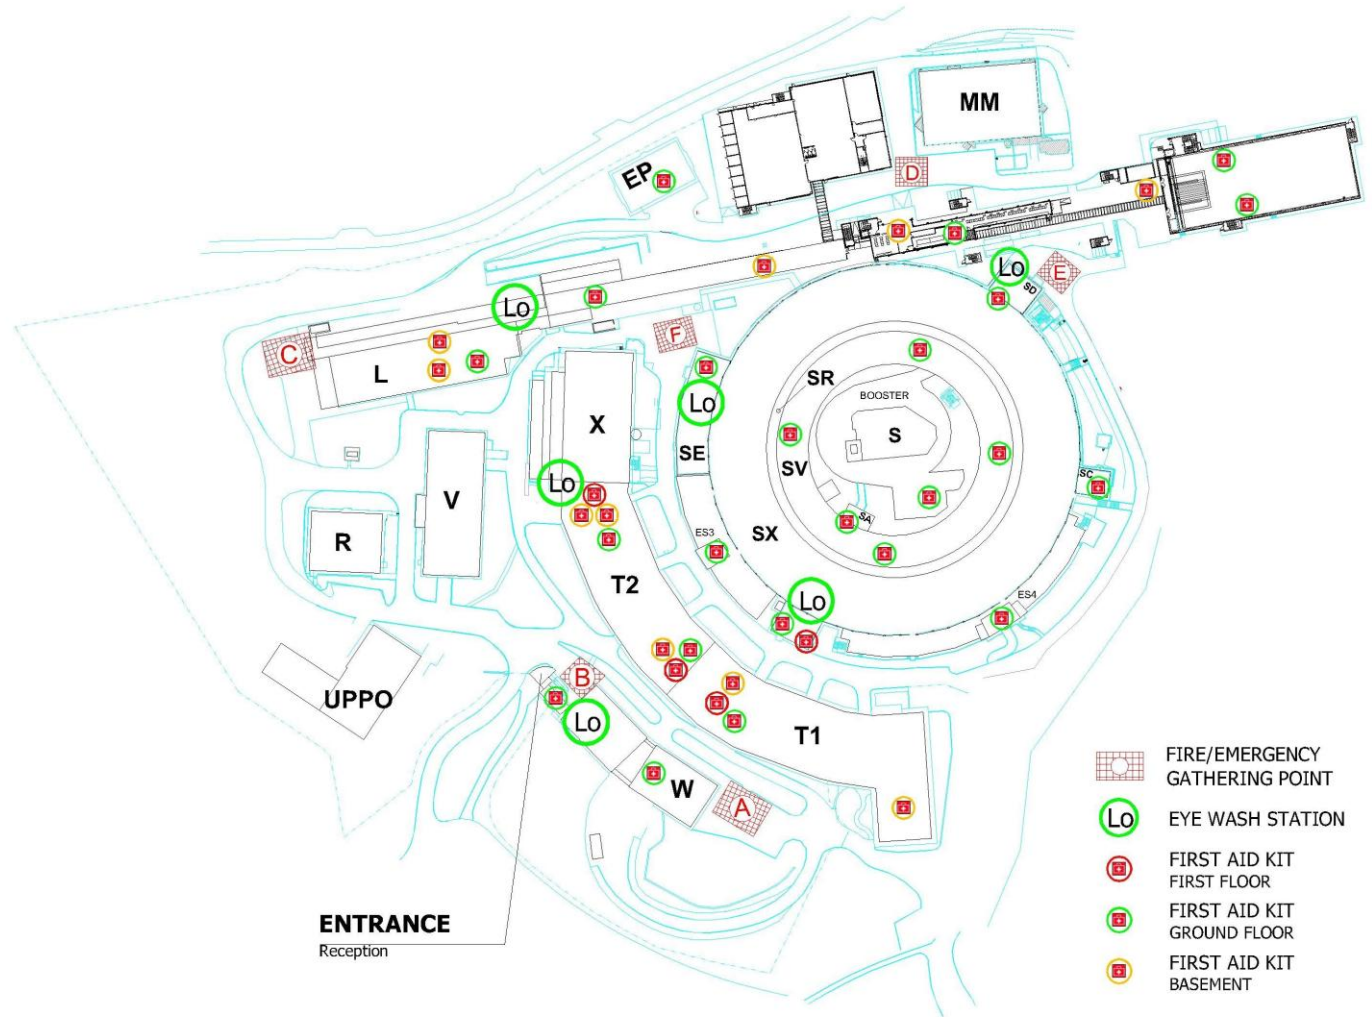 MM
EP
D
Lo
E
SD
Lo
F
C
L
SR
BOOSTER
Lo
X
S
SE
SV
SC
Lo
V
SA
ES3
SX
R
T2
Lo
ES4
B
UPPO
Lo
T1
W
A
FIRE/EMERGENCY
GATHERING POINT
Lo
EYE WASH STATION
FIRST AID KIT
FIRST FLOOR
FIRST AID KIT
GROUND FLOOR
FIRST AID KIT
BASEMENT
ENTRANCE
Reception